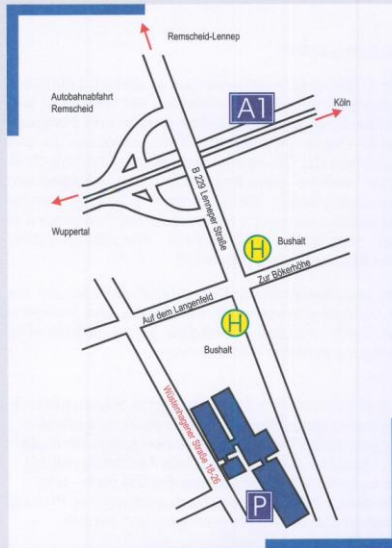 Remscheid-Lennep
Autobahnabfahrt
Remscheid
A1
Köln
B 229 Lenneper Straße
Wuppertal
H
Bushalt
Zur Bökerhöhe
Auf dem Langenfeld
H
Bushalt
Wüstenhagener Straße 18-26
P